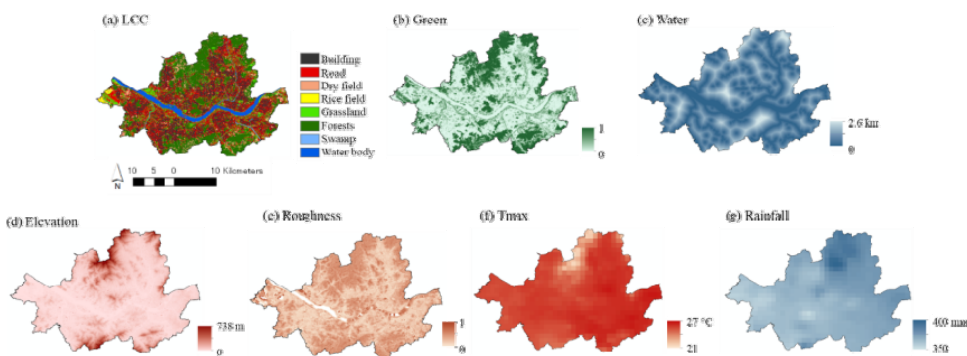 (a) LCC
Building
Road
Dry field
Rice field
Grassland
Forests
Swamp
Water body
N
10 5 0 10 Kilometers
(b) Green
1
0
(c) Water
2.6 km
0
(d) Elevation
738 m
0
(e) Roughness
1
0
(f) Tmax
27 °C
21
(g) Rainfall
400 mm
350